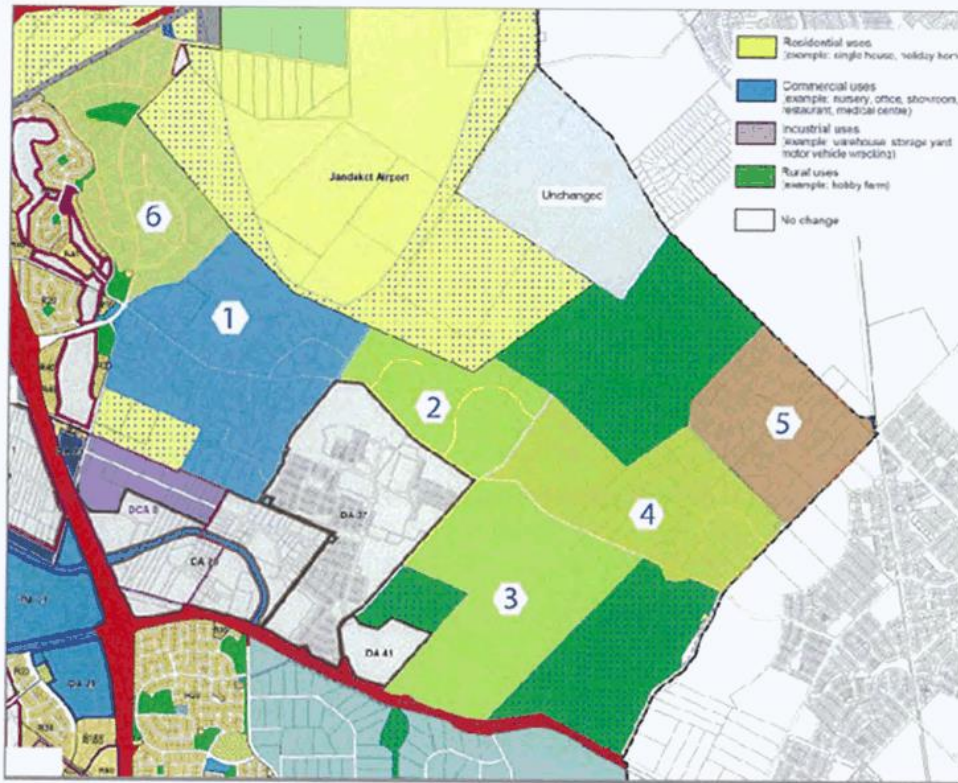 Residential uses
(example: single house, holiday hom
Commercial uses
(example: nursery, office, showroom,
restaurant, medical centre)
Industrial uses
(example: warehouse storage yard
motor vehicle wrecking)
Rural uses
(example: hobby farm)
No change
Jandakot Airport
Unchanged
6
1
2
5
4
3
DCA 8
DA 37
DA 41